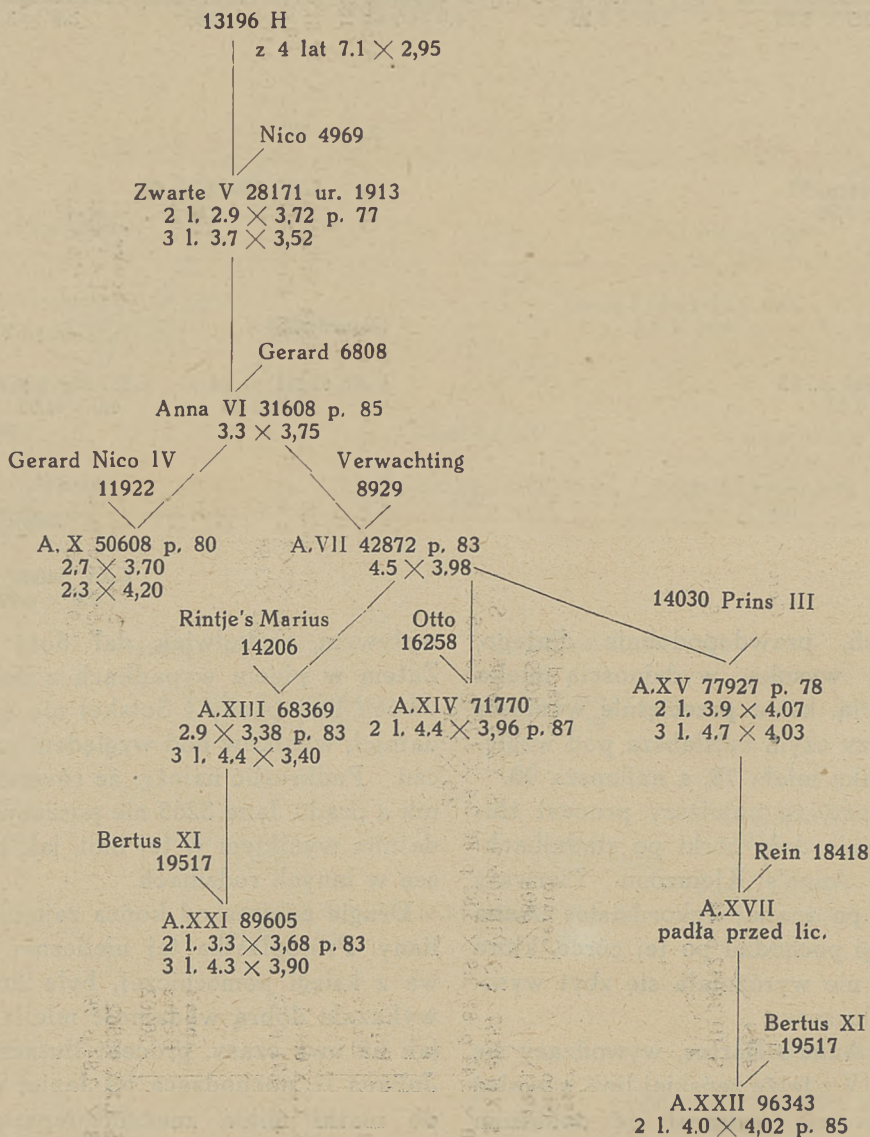 13196 H
z 4 lat 7.1 × 2,95
Nico 4969
Zwarte V 28171 ur. 1913
2 l. 2.9 × 3,72 p. 77
3 l. 3.7 × 3,52
Gerard 6808
Anna VI 31608 p. 85
3.3 × 3,75
Gerard Nico IV
11922
Verwachting
8929
A. X 50608 p. 80
2,7 × 3,70
2.3 × 4,20
A.VII 42872 p. 83
4.5 × 3,98
Rintje's Marius
14206
Otto
16258
14030 Prins III
A.XIII 68369
2.9 × 3,38 p. 83
3 l. 4.4 × 3,40
A.XIV 71770
2 l. 4.4 × 3,96 p. 87
A.XV 77927 p. 78
2 l. 3.9 × 4,07
3 l. 4.7 × 4,03
Bertus XI
19517
Rein 18418
A.XXI 89605
2 l. 3.3 × 3,68 p. 83
3 l. 4.3 × 3,90
A.XVII
padła przed lic.
Bertus XI
19517
A.XXII 96343
2 l. 4.0 × 4,02 p. 85